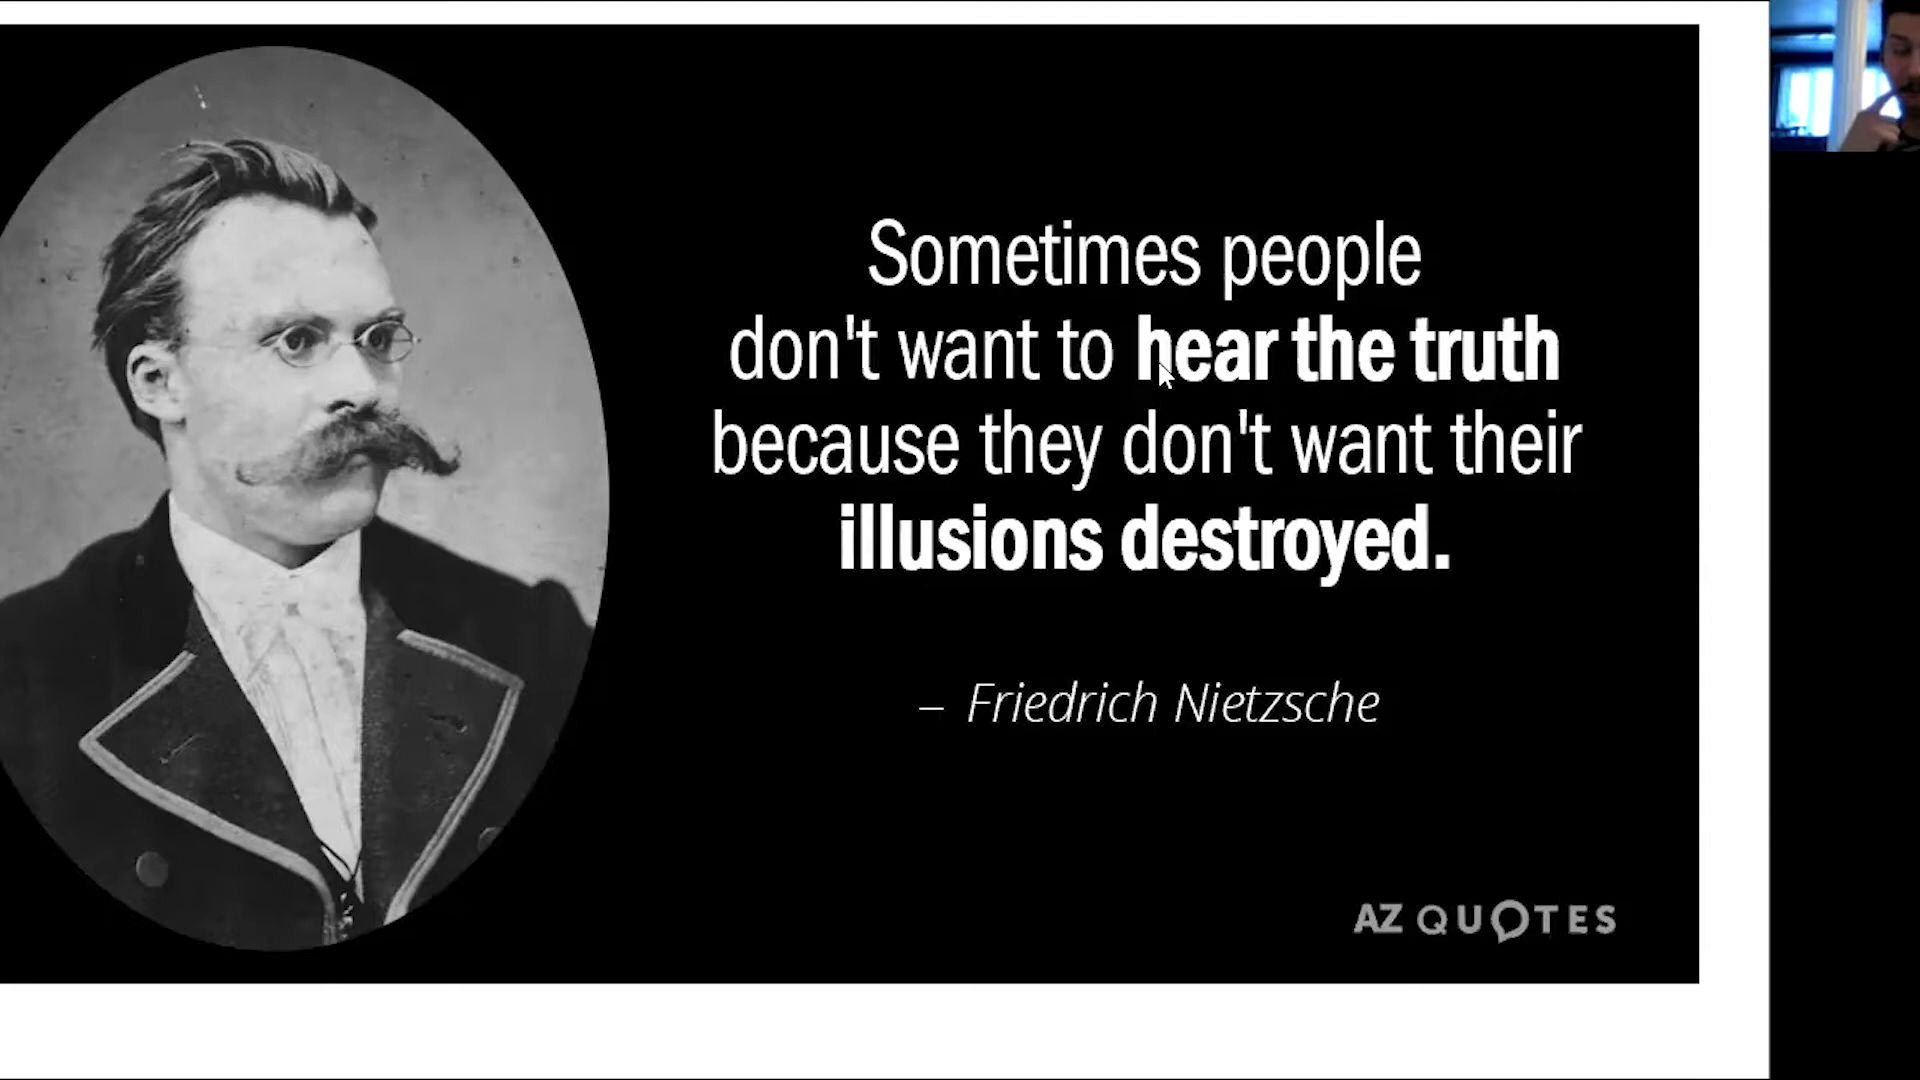 Sometimes people
don't want to hear the truth
because they don't want their
illusions destroyed.
– Friedrich Nietzsche
AZ QUOTES